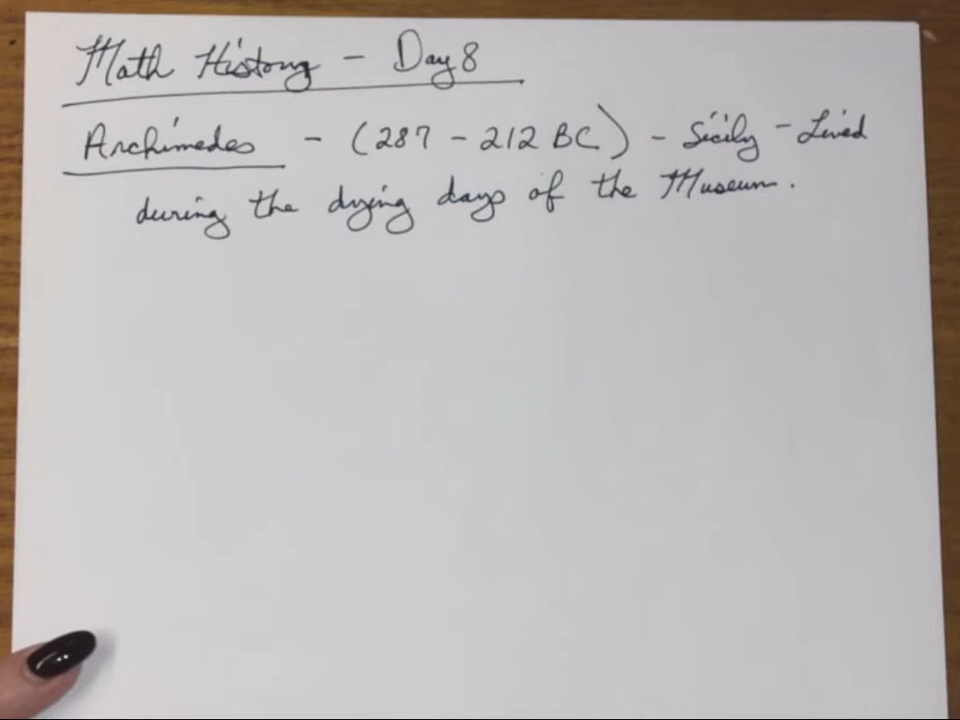 Math History - Day 8
Archimedes - (287 - 212 BC) - Sicily - Lived
during the dying days of the Museum.